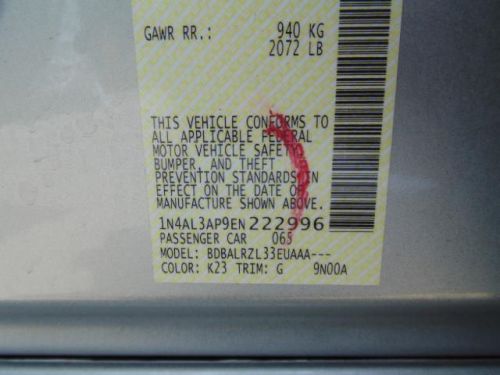 GAWR RR.: 940 KG
2072 LB
THIS VEHICLE CONFORMS TO
ALL APPLICABLE FEDERAL
MOTOR VEHICLE SAFETY,
BUMPER, AND THEFT
PREVENTION STANDARDS IN
EFFECT ON THE DATE OF
MANUFACTURE SHOWN ABOVE.
1N4AL3AP9EN222996
PASSENGER CAR 065
MODEL: BDBALRZL33EUAAA---
COLOR: K23 TRIM: G 9N00A